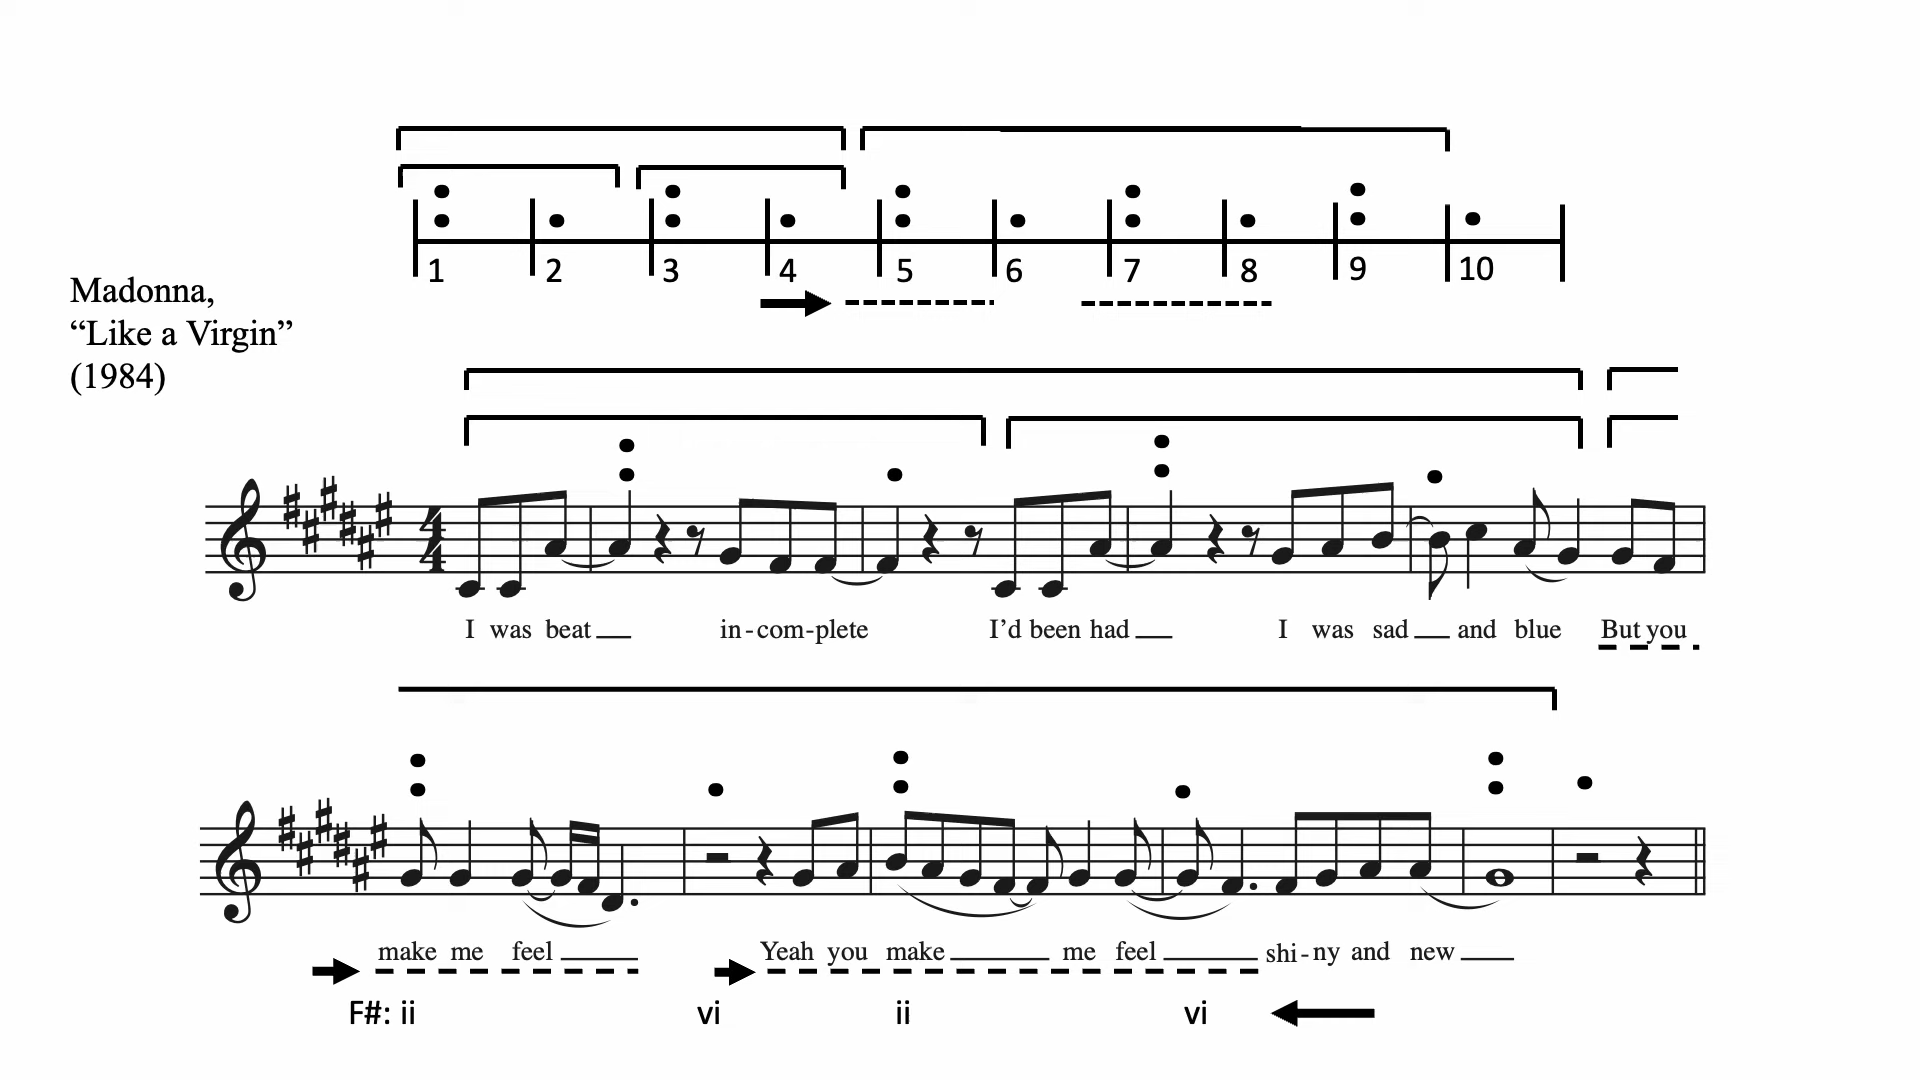 1 2 3 4 5 6 7 8 9 10
Madonna,
“Like a Virgin”
(1984)
4
4
I was beat in-com-plete I’d been had I was sad and blue But you
make me feel Yeah you make me feel shi-ny and new
F#: ii vi ii vi